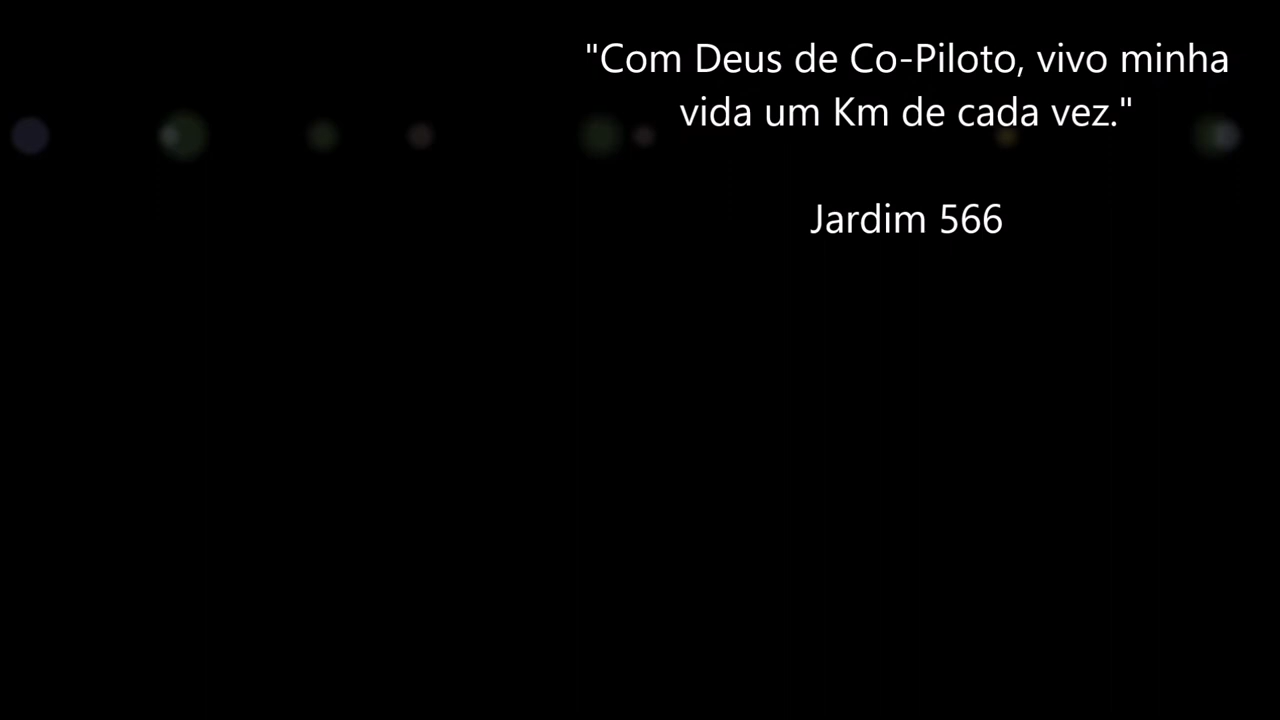 "Com Deus de Co-Piloto, vivo minha
vida um Km de cada vez."
Jardim 566